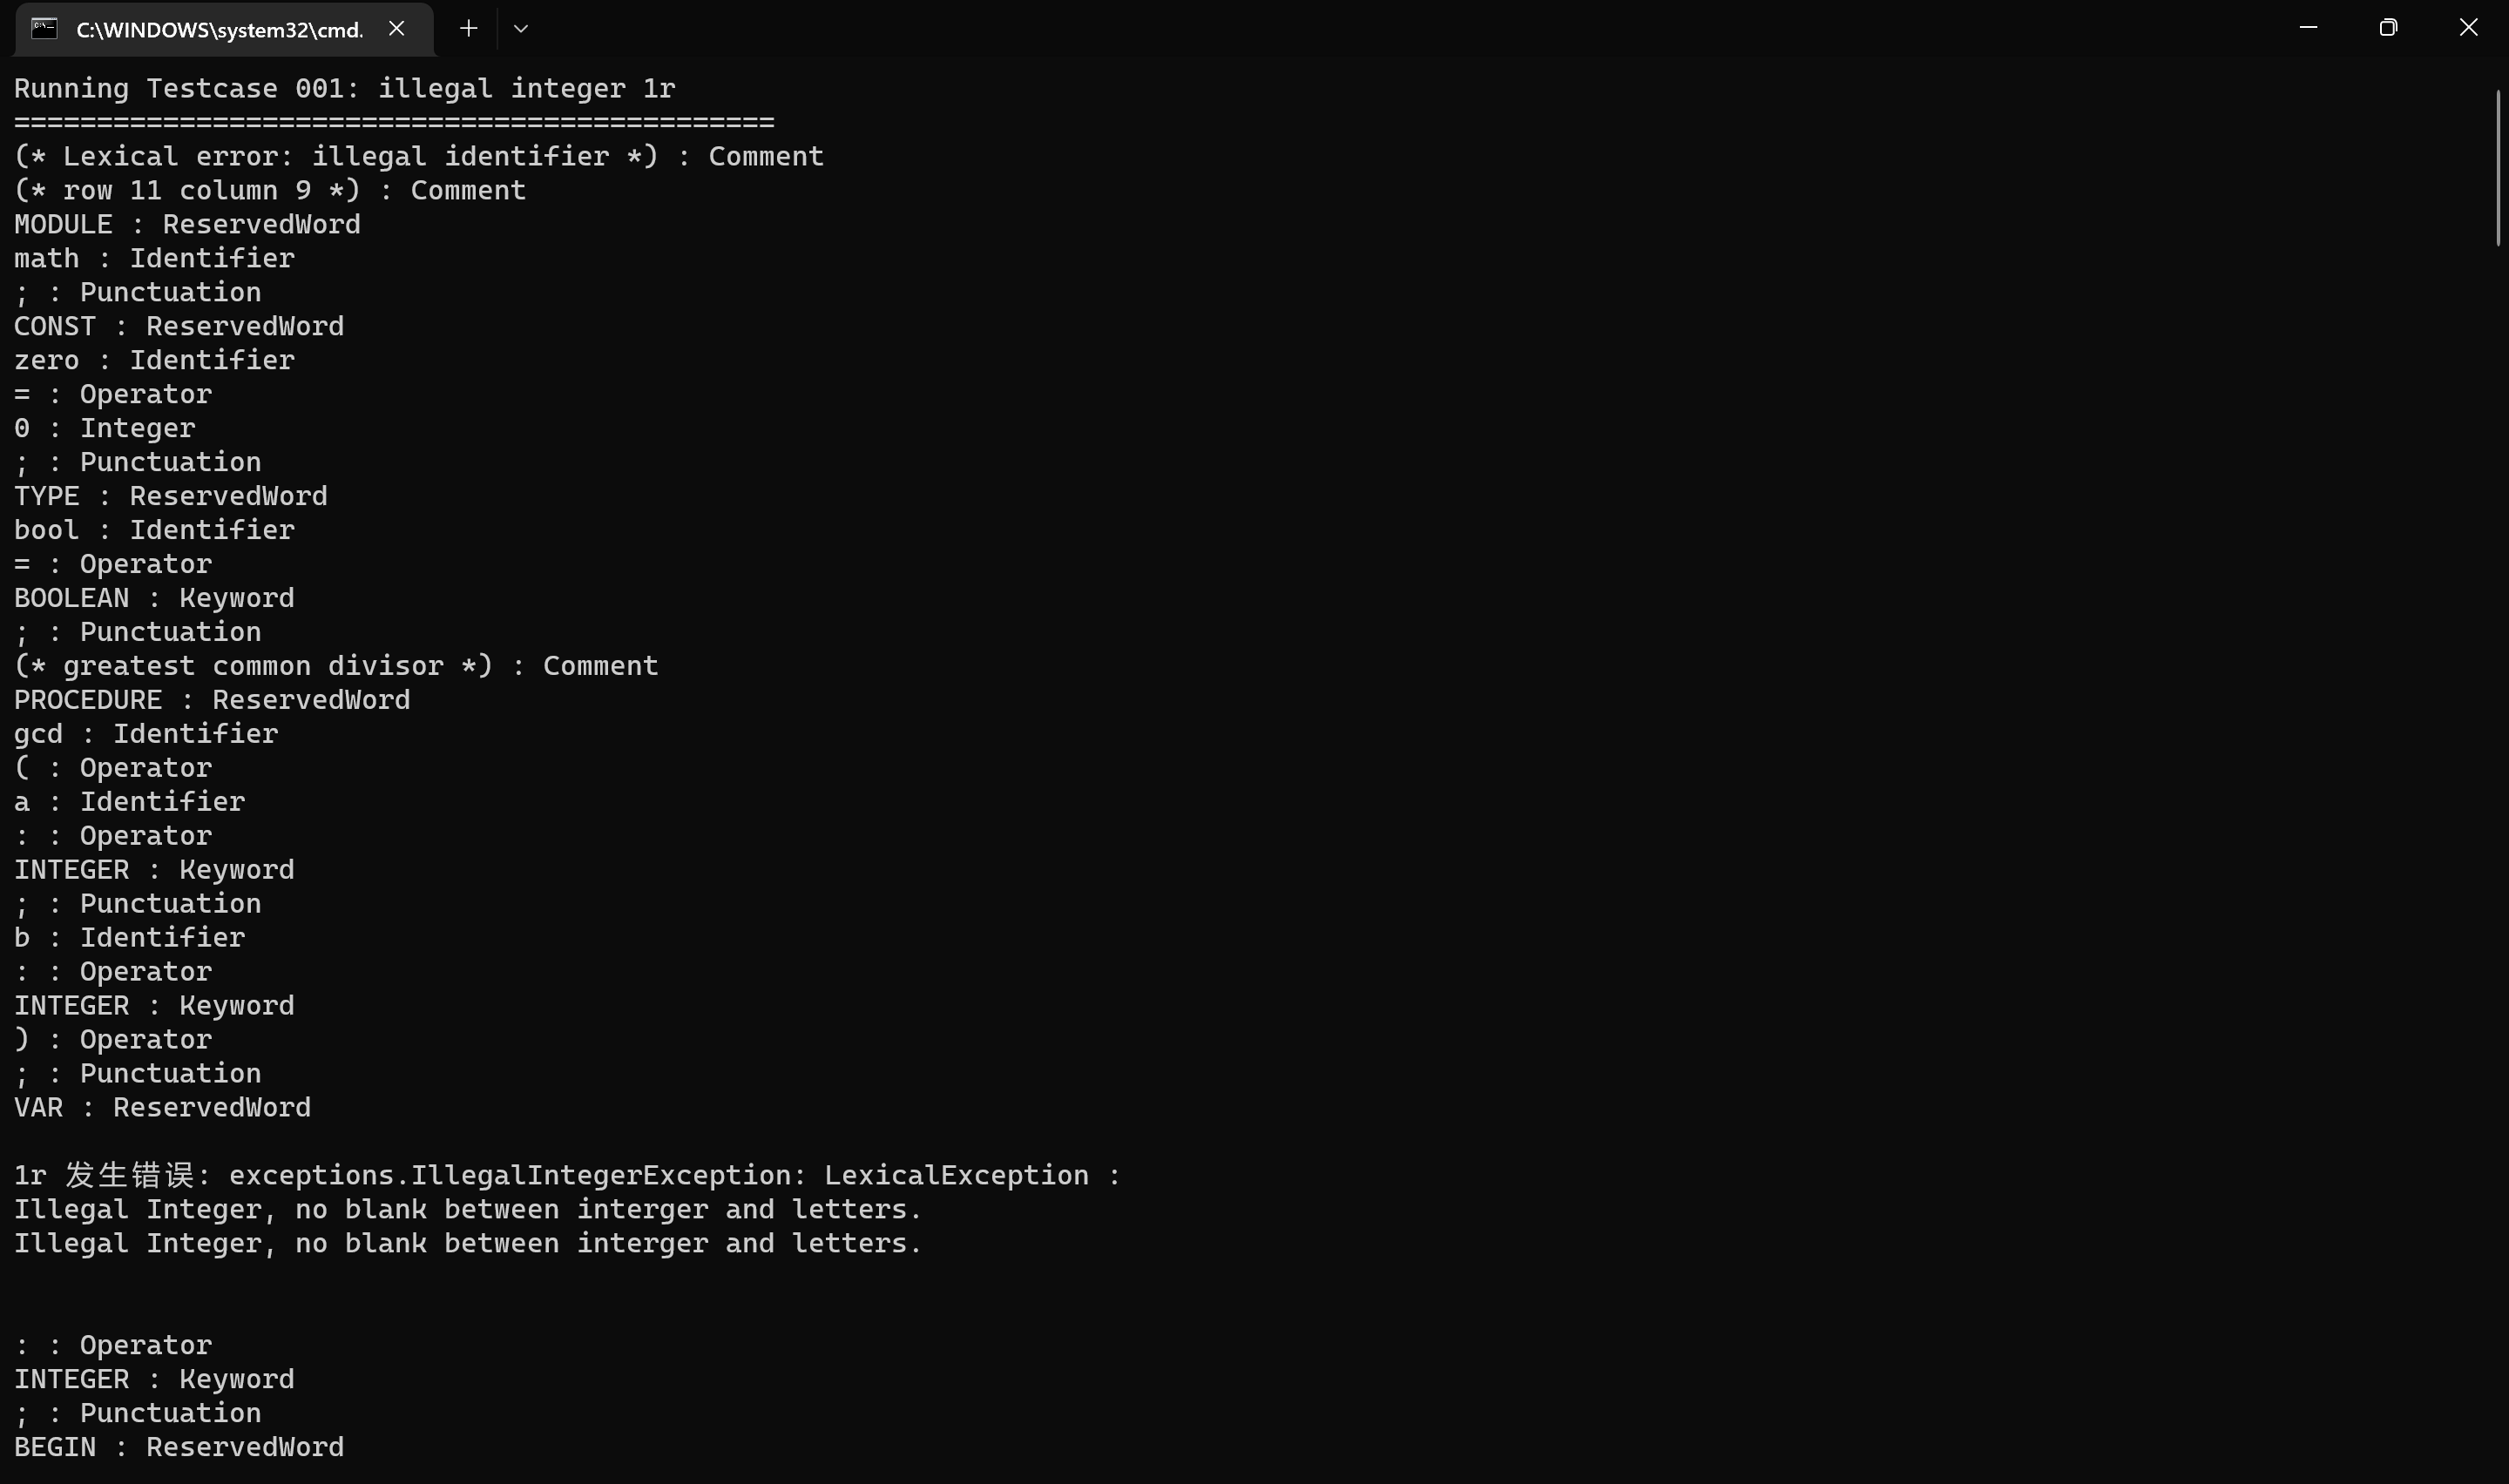 C:\WINDOWS\system32\cmd.
Running Testcase 001: illegal integer 1r
==============================================
(* Lexical error: illegal identifier *) : Comment
(* row 11 column 9 *) : Comment
MODULE : ReservedWord
math : Identifier
; : Punctuation
CONST : ReservedWord
zero : Identifier
= : Operator
0 : Integer
; : Punctuation
TYPE : ReservedWord
bool : Identifier
= : Operator
BOOLEAN : Keyword
; : Punctuation
(* greatest common divisor *) : Comment
PROCEDURE : ReservedWord
gcd : Identifier
( : Operator
a : Identifier
: : Operator
INTEGER : Keyword
; : Punctuation
b : Identifier
: : Operator
INTEGER : Keyword
) : Operator
; : Punctuation
VAR : ReservedWord
1r 发生错误: exceptions.IllegalIntegerException: LexicalException :
Illegal Integer, no blank between interger and letters.
Illegal Integer, no blank between interger and letters.
: : Operator
INTEGER : Keyword
; : Punctuation
BEGIN : ReservedWord